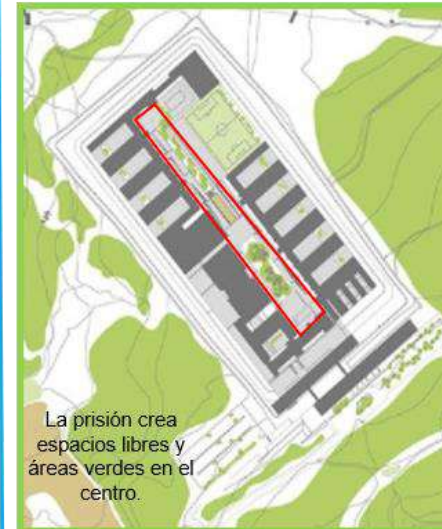 La prisión crea
espacios libres y
áreas verdes en el
centro.